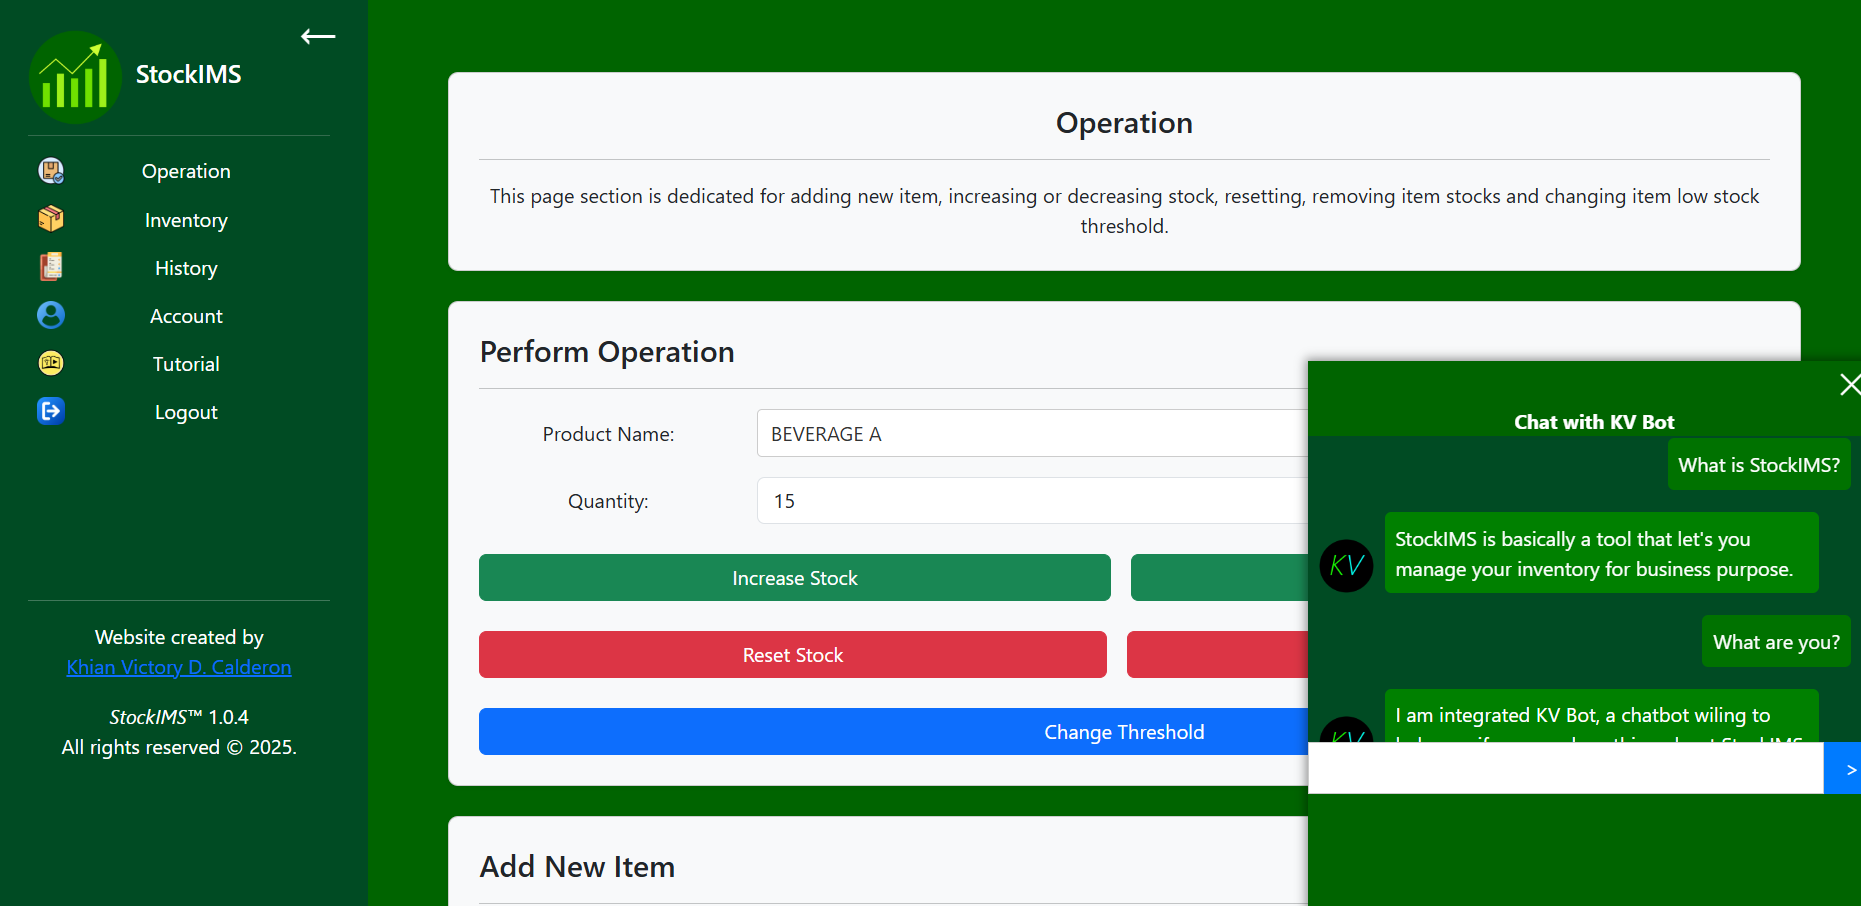 StockIMS
Operation
Inventory
History
Account
Tutorial
Logout
Website created by
Khian Victory D. Calderon
StockIMS™ 1.0.4
All rights reserved © 2025.
Operation
This page section is dedicated for adding new item, increasing or decreasing stock, resetting, removing item stocks and changing item low stock
threshold.
Perform Operation
Product Name:
BEVERAGE A
Quantity:
15
Increase Stock
Reset Stock
Change Threshold
Add New Item
Chat with KV Bot
What is StockIMS?
KV
StockIMS is basically a tool that let's you
manage your inventory for business purpose.
What are you?
KV
I am integrated KV Bot, a chatbot wiling to
>